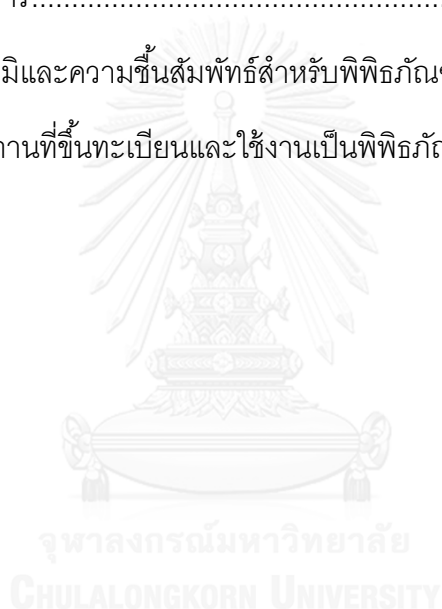 มิและความชื้นสัมพัทธ์สำหรับพิพิธภัณ
านที่ขึ้นทะเบียนและใช้งานเป็นพิพิธภัณ
จุฬาลงกรณ์มหาวิทยาลัย
CHULALONGKORN UNIVERSITY